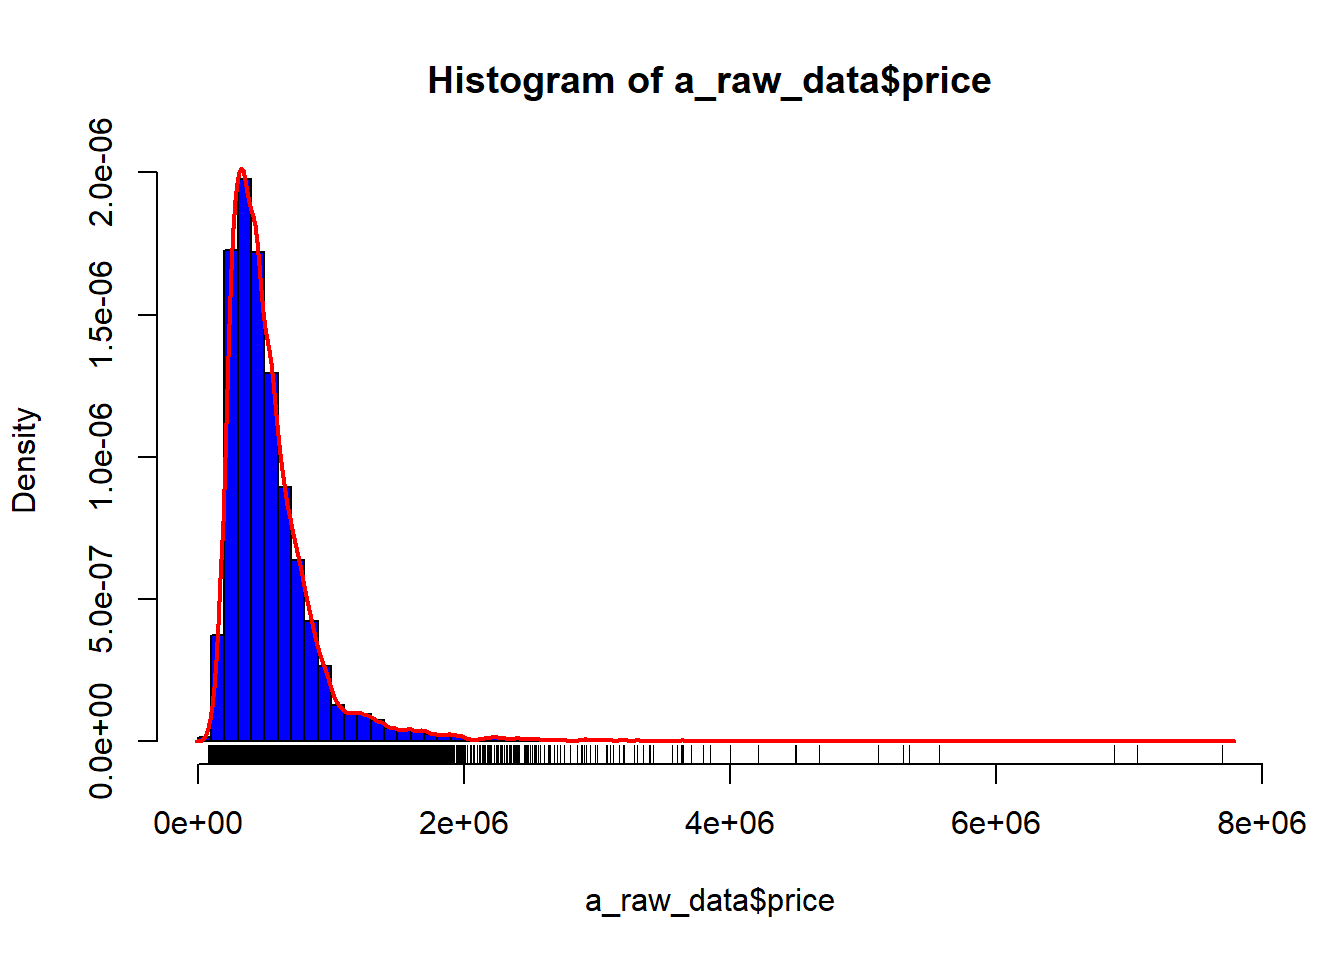 Histogram of a_raw_data$price
Density
2.0e-06
1.5e-06
1.0e-06
5.0e-07
0.0e+00
0e+00 2e+06 4e+06 6e+06 8e+06
a_raw_data$price